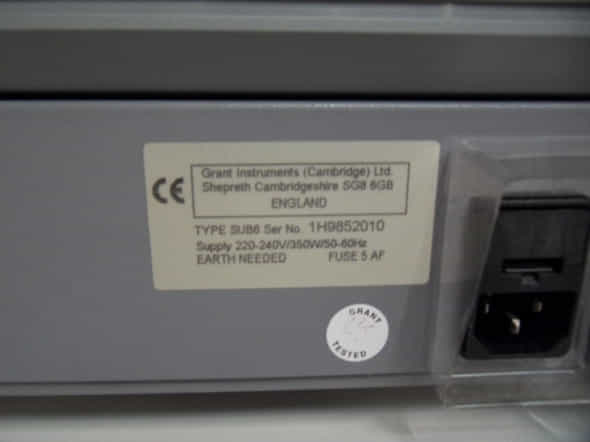 CE
Grant Instruments (Cambridge) Ltd.
Shepreth Cambridgeshire SG8 6GB
ENGLAND
TYPE SUB6 Ser No. 1H9852010
Supply 220-240V/350W/50-60Hz
EARTH NEEDED FUSE 5 AF
GRANT
TESTED